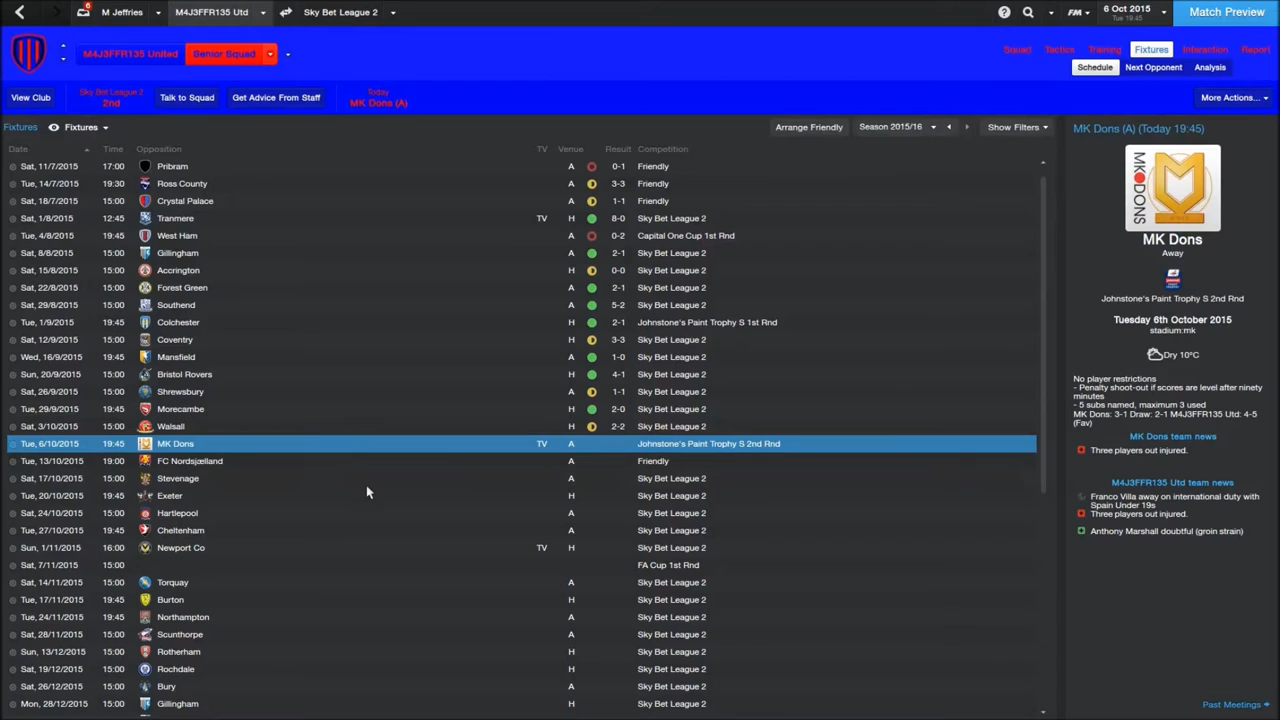 6
M Jeffries
M4J3FFR135 Utd
Sky Bet League 2
FM
6 Oct 2015
Tue 19:45
Match Preview
M4J3FFR135 United
Senior Squad
Squad
Tactics
Training
Fixtures
Interaction
Report
Schedule
Next Opponent
Analysis
View Club
Sky Bet League 2
2nd
Talk to Squad
Get Advice From Staff
Today
MK Dons (A)
More Actions...
Fixtures
Fixtures
Arrange Friendly
Season 2015/16
Show Filters
Date Time Opposition TV Venue Result Competition
Sat, 11/7/2015 17:00 Pribram A 0-1 Friendly
Tue, 14/7/2015 19:30 Ross County A 3-3 Friendly
Sat, 18/7/2015 15:00 Crystal Palace A 1-1 Friendly
Sat, 1/8/2015 12:45 Tranmere TV H 8-0 Sky Bet League 2
Tue, 4/8/2015 19:45 West Ham A 0-2 Capital One Cup 1st Rnd
Sat, 8/8/2015 15:00 Gillingham A 2-1 Sky Bet League 2
Sat, 15/8/2015 15:00 Accrington H 0-0 Sky Bet League 2
Sat, 22/8/2015 15:00 Forest Green A 2-1 Sky Bet League 2
Sat, 29/8/2015 15:00 Southend A 5-2 Sky Bet League 2
Tue, 1/9/2015 19:45 Colchester H 2-1 Johnstone's Paint Trophy S 1st Rnd
Sat, 12/9/2015 15:00 Coventry H 3-3 Sky Bet League 2
Wed, 16/9/2015 19:45 Mansfield A 1-0 Sky Bet League 2
Sun, 20/9/2015 15:00 Bristol Rovers H 4-1 Sky Bet League 2
Sat, 26/9/2015 15:00 Shrewsbury A 1-1 Sky Bet League 2
Tue, 29/9/2015 19:45 Morecambe H 2-0 Sky Bet League 2
Sat, 3/10/2015 15:00 Walsall H 2-2 Sky Bet League 2
Tue, 6/10/2015 19:45 MK Dons TV A Johnstone's Paint Trophy S 2nd Rnd
Tue, 13/10/2015 19:00 FC Nordsjælland A Friendly
Sat, 17/10/2015 15:00 Stevenage A Sky Bet League 2
Tue, 20/10/2015 19:45 Exeter H Sky Bet League 2
Sat, 24/10/2015 15:00 Hartlepool A Sky Bet League 2
Tue, 27/10/2015 19:45 Cheltenham A Sky Bet League 2
Sun, 1/11/2015 16:00 Newport Co TV H Sky Bet League 2
Sat, 7/11/2015 15:00 FA Cup 1st Rnd
Sat, 14/11/2015 15:00 Torquay A Sky Bet League 2
Tue, 17/11/2015 19:45 Burton H Sky Bet League 2
Tue, 24/11/2015 19:45 Northampton A Sky Bet League 2
Sat, 28/11/2015 15:00 Scunthorpe A Sky Bet League 2
Sun, 13/12/2015 15:00 Rotherham H Sky Bet League 2
Sat, 19/12/2015 15:00 Rochdale H Sky Bet League 2
Sat, 26/12/2015 15:00 Bury A Sky Bet League 2
Mon, 28/12/2015 15:00 Gillingham H Sky Bet League 2
MK Dons (A) (Today 19:45)
MK DONS
MK Dons
Away
Johnstone's Paint Trophy S 2nd Rnd
Tuesday 6th October 2015
stadium:mk
Dry 10°C
No player restrictions
- Penalty shoot-out if scores are level after ninety
minutes
- 5 subs named, maximum 3 used
MK Dons: 3-1 Draw: 2-1 M4J3FFR135 Utd: 4-5
(Fav)
MK Dons team news
Three players out injured.
M4J3FFR135 Utd team news
Franco Villa away on international duty with
Spain Under 19s
Three players out injured.
Anthony Marshall doubtful (groin strain)
Past Meetings